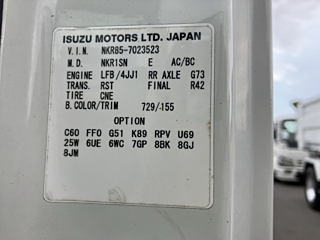 ISUZU MOTORS LTD. JAPAN
V.I.N. NKR85-7023523
M.D. NKR1SN E AC/BC
ENGINE LFB/4JJ1 RR AXLE G73
TRANS. RST FINAL R42
TIRE CNE
B.COLOR/TRIM 729/-155
OPTION
C60 FF0 G51 K89 RPV U69
25W 6UE 6WC 7GP 8BK 8GJ
8JM